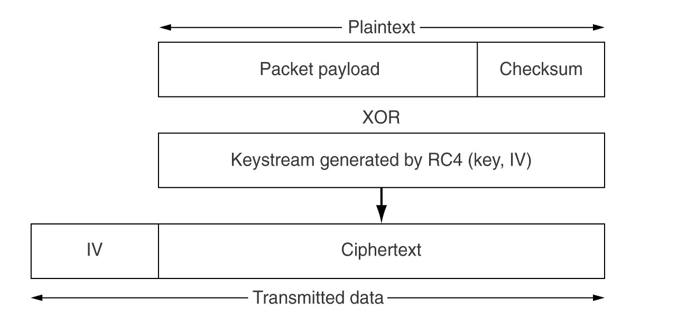 Plaintext
Packet payload
Checksum
XOR
Keystream generated by RC4 (key, IV)
IV
Ciphertext
Transmitted data